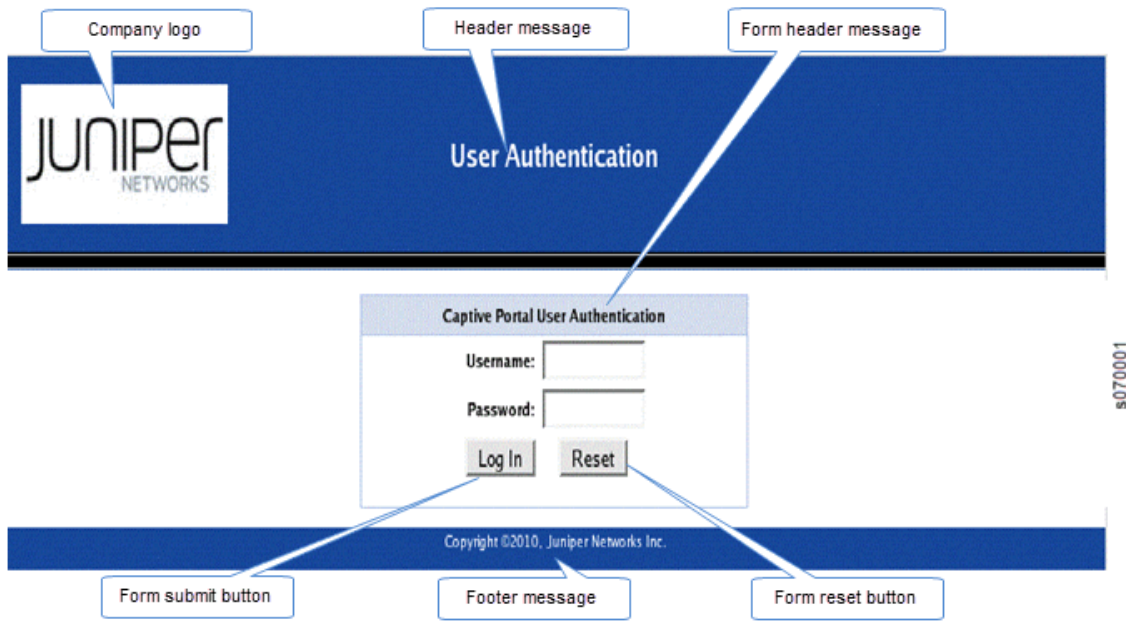 Company logo
Header message
Form header message
JUNIPER
NETWORKS
User Authentication
Captive Portal User Authentication
Username:
Password:
Log In
Reset
s070001
Copyright ©2010, Juniper Networks Inc.
Form submit button
Footer message
Form reset button